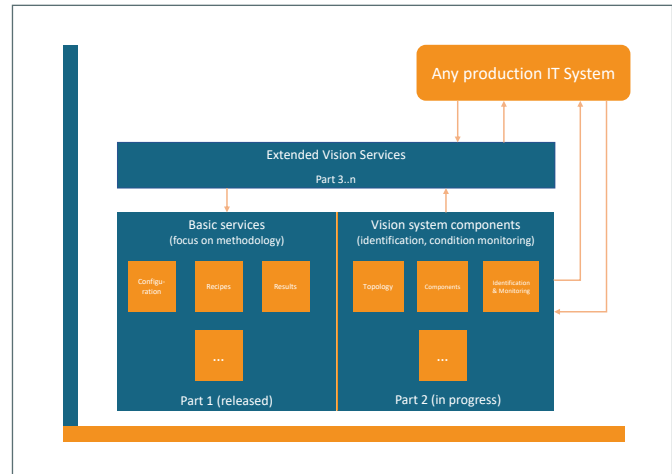 Any production IT System
Extended Vision Services
Part 3..n
Basic services
(focus on methodology)
Vision system components
(identification, condition monitoring)
Configu-
ration
Recipes
Results
Topology
Components
Identification
& Monitoring
...
...
Part 1 (released)
Part 2 (in progress)